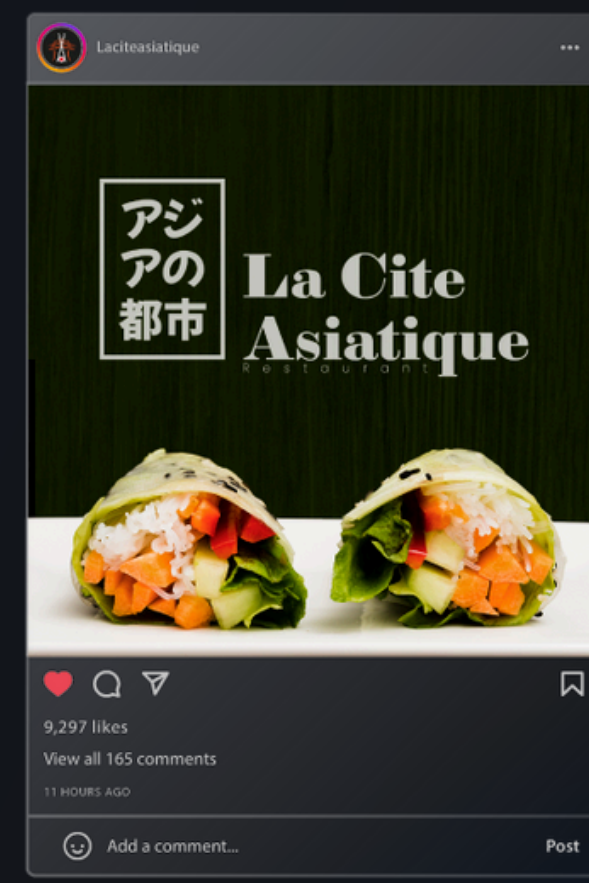 Laciteasiatique
アジ
アの
都市
La Cite
Asiatique
Restaurant
9,297 likes
View all 165 comments
11 HOURS AGO
Add a comment...
Post